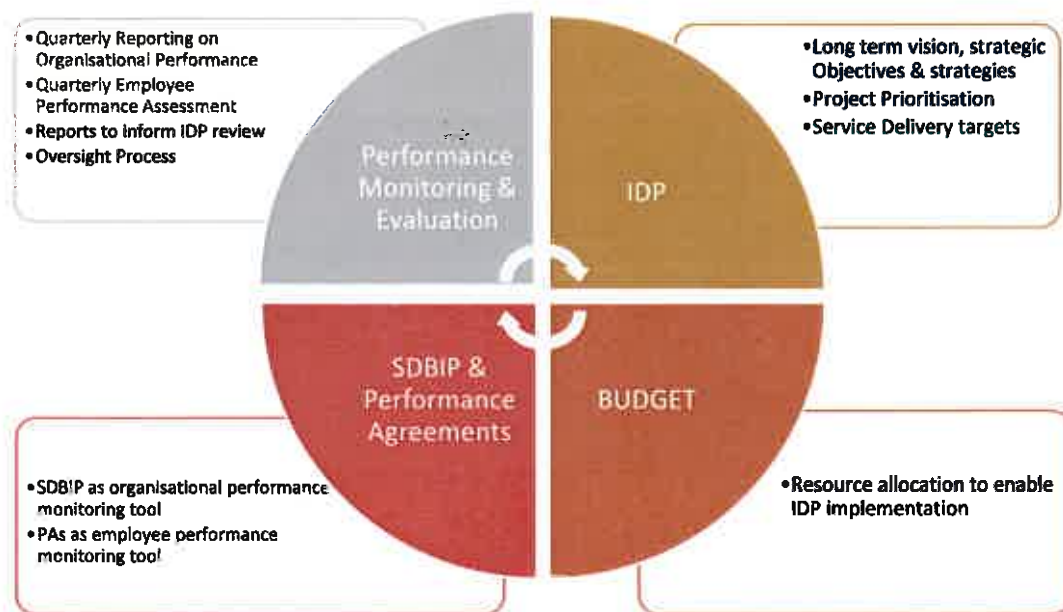 •Quarterly Reporting on
Organisational Performance
•Quarterly Employee
Performance Assessment
•Reports to inform IDP review
•Oversight Process
Performance
Monitoring &
Evaluation
IDP
•Long term vision, strategic
Objectives & strategies
•Project Prioritisation
•Service Delivery targets
SDBIP &
Performance
Agreements
BUDGET
•SDBIP as organisational performance
monitoring tool
•PAs as employee performance
monitoring tool
•Resource allocation to enable
IDP implementation